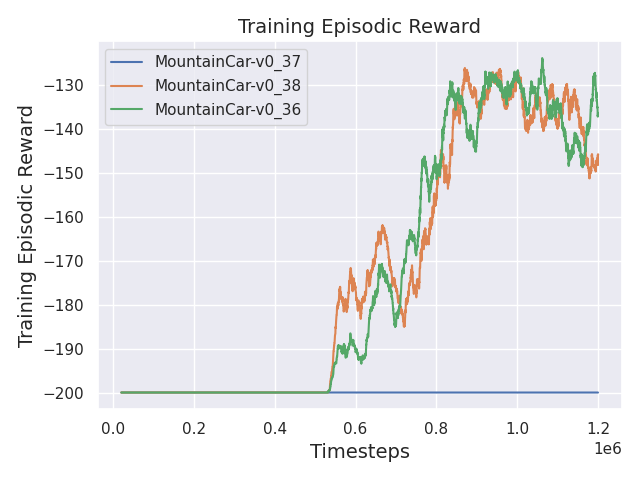 Training Episodic Reward
MountainCar-v0_37
MountainCar-v0_38
MountainCar-v0_36
Training Episodic Reward
−130
−140
−150
−160
−170
−180
−190
−200
0.0 0.2 0.4 0.6 0.8 1.0 1.2
1e6
Timesteps